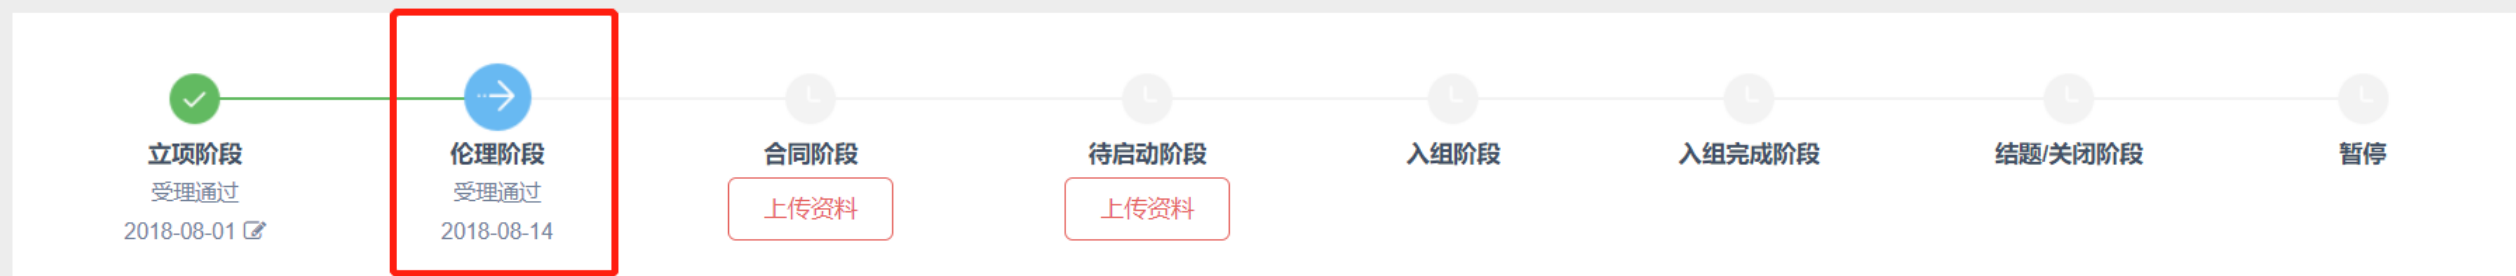 立项阶段
受理通过
2018-08-01
伦理阶段
受理通过
2018-08-14
合同阶段
上传资料
待启动阶段
上传资料
入组阶段
入组完成阶段
结题/关闭阶段
暂停